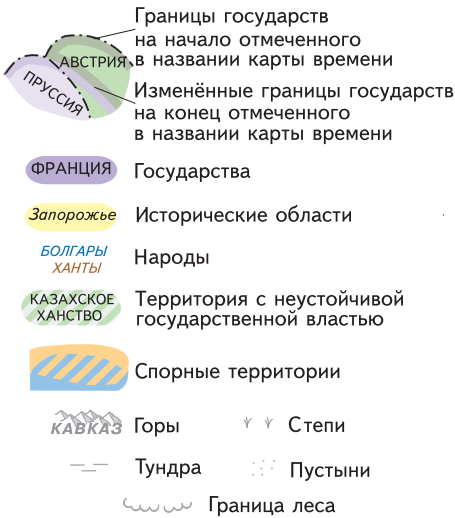 Границы государств
на начало отмеченного
в названии карты времени
АВСТРИЯ
ПРУССИЯ
Изменённые границы государств
на конец отмеченного
в названии карты времени
ФРАНЦИЯ Государства
Запорожье Исторические области
БОЛГАРЫ
ХАНТЫ
Народы
КАЗАХСКОЕ
ХАНСТВО
Территория с неустойчивой
государственной властью
Спорные территории
КАВКАЗ Горы Степи
Тундра Пустыни
Граница леса